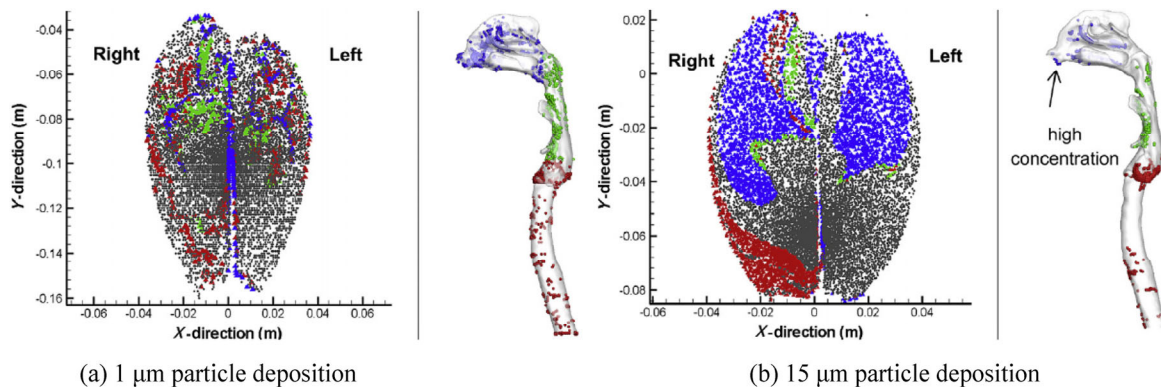 Right
Left
Y-direction (m)
-0.04
-0.06
-0.08
-0.1
-0.12
-0.14
-0.16
-0.06 -0.04 -0.02 0 0.02 0.04 0.06
X-direction (m)
(a) 1 μm particle deposition
Right
Left
Y-direction (m)
0.02
0
-0.02
-0.04
-0.06
-0.08
-0.06 -0.04 -0.02 0 0.02 0.04 0.06
X-direction (m)
high
concentration
(b) 15 μm particle deposition